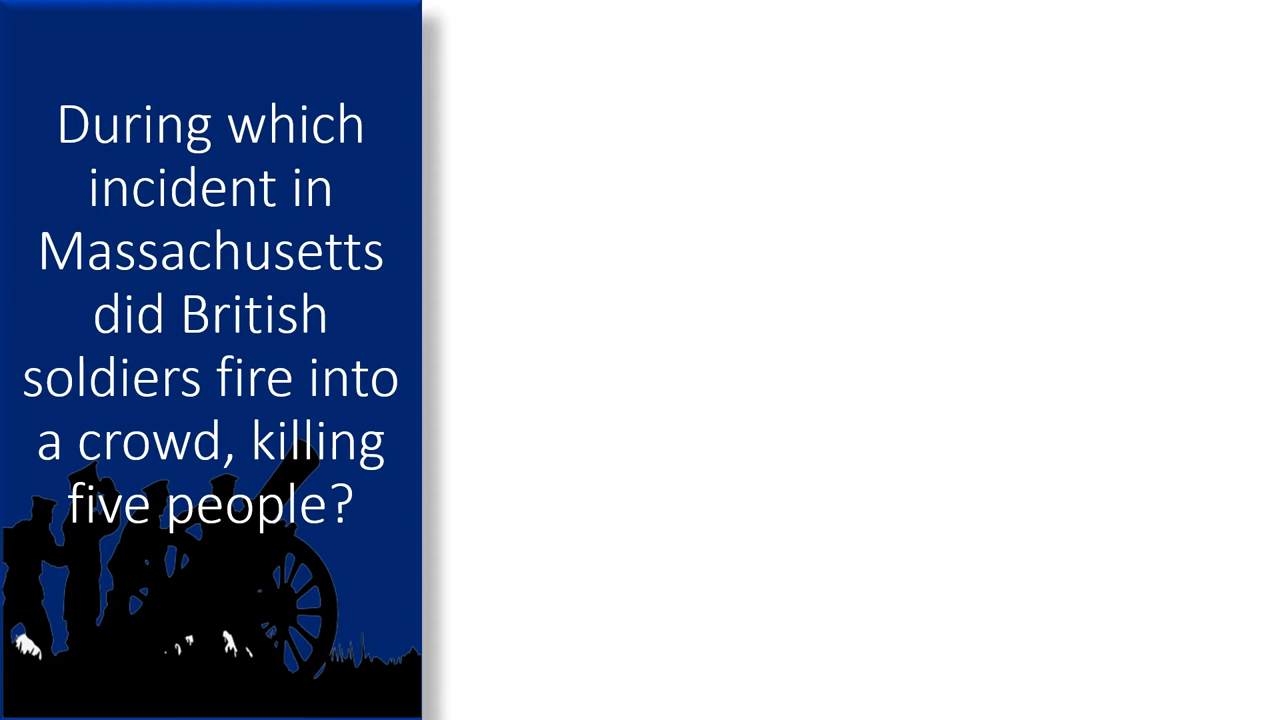 During which
incident in
Massachusetts
did British
soldiers fire into
a crowd, killing
five people?